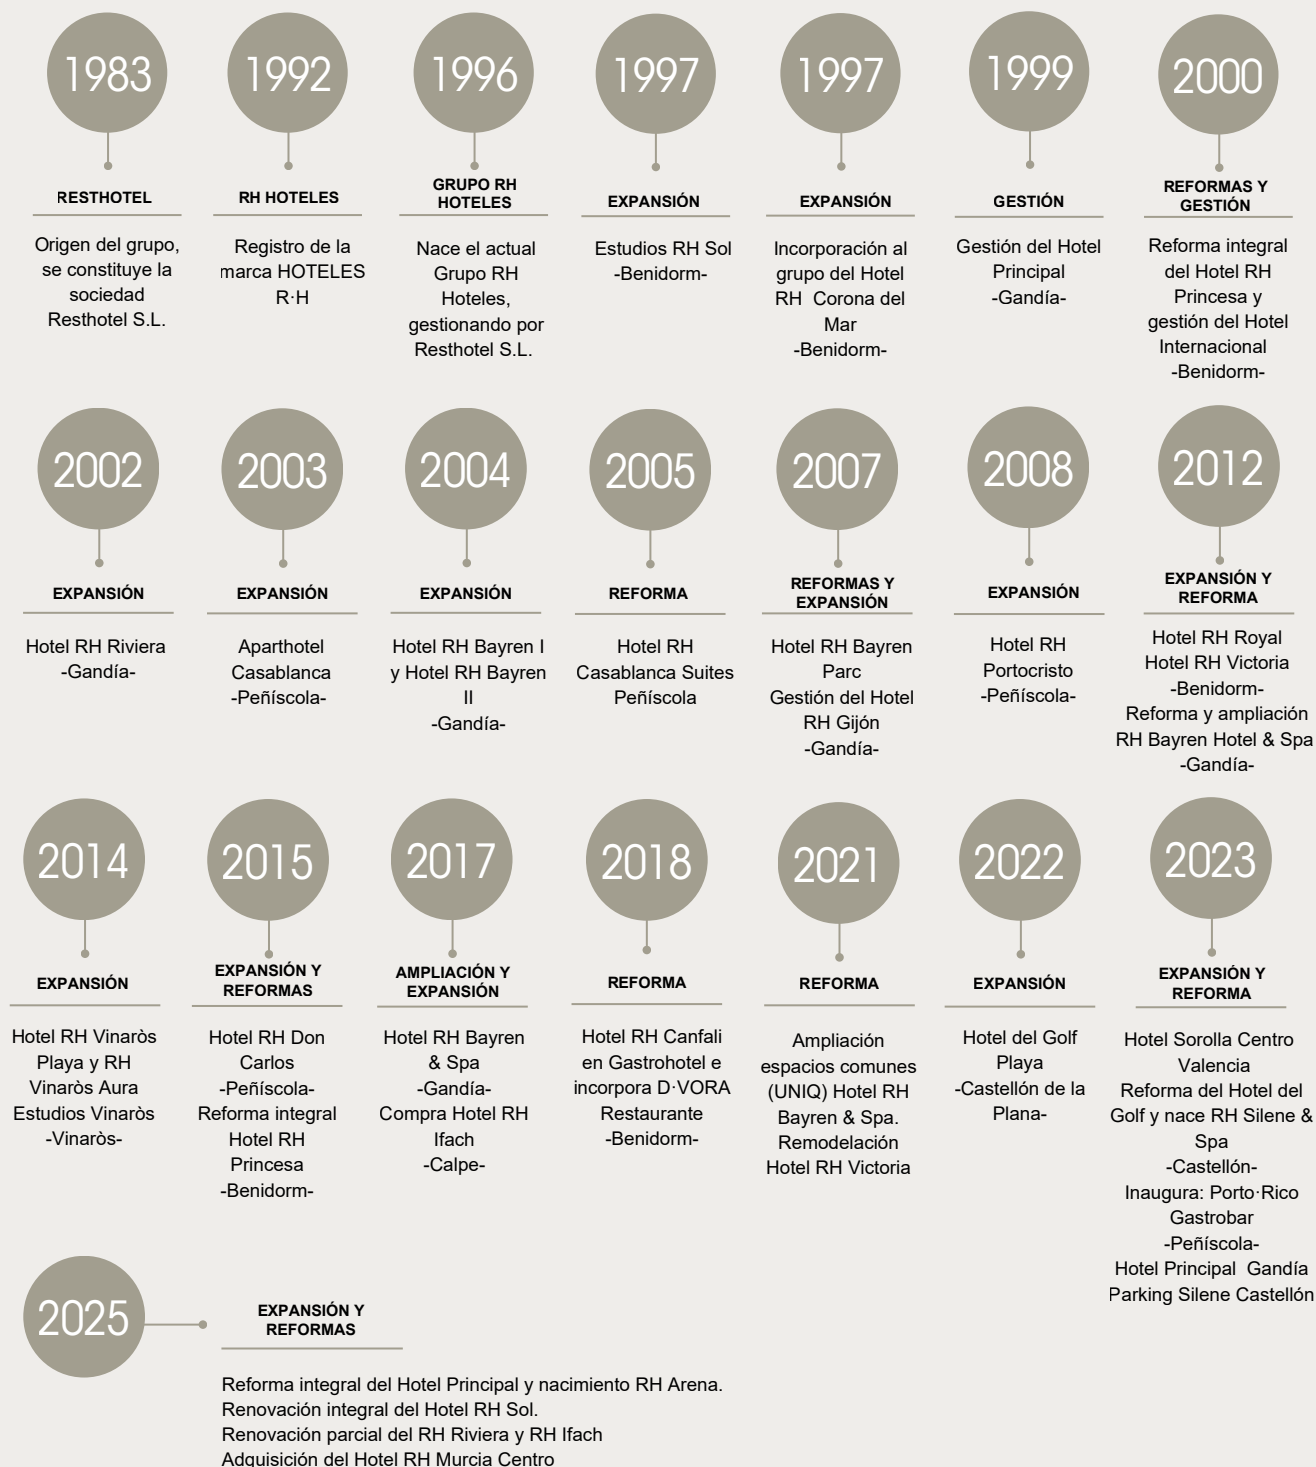 1983
RESTHOTEL
Origen del grupo,
se constituye la
sociedad
Resthotel S.L.
1992
RH HOTELES
Registro de la
marca HOTELES
R·H
1996
GRUPO RH
HOTELES
Nace el actual
Grupo RH
Hoteles,
gestionando por
Resthotel S.L.
1997
EXPANSIÓN
Estudios RH Sol
-Benidorm-
1997
EXPANSIÓN
Incorporación al
grupo del Hotel
RH Corona del
Mar
-Benidorm-
1999
GESTIÓN
Gestión del Hotel
Principal
-Gandía-
2000
REFORMAS Y
GESTIÓN
Reforma integral
del Hotel RH
Princesa y
gestión del Hotel
Internacional
-Benidorm-
2002
EXPANSIÓN
Hotel RH Riviera
-Gandía-
2003
EXPANSIÓN
Aparthotel
Casablanca
-Peñíscola-
2004
EXPANSIÓN
Hotel RH Bayren I
y Hotel RH Bayren
II
-Gandía-
2005
REFORMA
Hotel RH
Casablanca Suites
Peñíscola
2007
REFORMAS Y
EXPANSIÓN
Hotel RH Bayren
Parc
Gestión del Hotel
RH Gijón
-Gandía-
2008
EXPANSIÓN
Hotel RH
Portocristo
-Peñíscola-
2012
EXPANSIÓN Y
REFORMA
Hotel RH Royal
Hotel RH Victoria
-Benidorm-
Reforma y ampliación
RH Bayren Hotel & Spa
-Gandía-
2014
EXPANSIÓN
Hotel RH Vinaròs
Playa y RH
Vinaròs Aura
Estudios Vinaròs
-Vinaròs-
2015
EXPANSIÓN Y
REFORMAS
Hotel RH Don
Carlos
-Peñíscola-
Reforma integral
Hotel RH
Princesa
-Benidorm-
2017
AMPLIACIÓN Y
EXPANSIÓN
Hotel RH Bayren
& Spa
-Gandía-
Compra Hotel RH
Ifach
-Calpe-
2018
REFORMA
Hotel RH Canfali
en Gastrohotel e
incorpora D·VORA
Restaurante
-Benidorm-
2021
REFORMA
Ampliación
espacios comunes
(UNIQ) Hotel RH
Bayren & Spa.
Remodelación
Hotel RH Victoria
2022
EXPANSIÓN
Hotel del Golf
Playa
-Castellón de la
Plana-
2023
EXPANSIÓN Y
REFORMA
Hotel Sorolla Centro
Valencia
Reforma del Hotel del
Golf y nace RH Silene &
Spa
-Castellón-
Inaugura: Porto·Rico
Gastrobar
-Peñíscola-
Hotel Principal Gandía
Parking Silene Castellón
2025
EXPANSIÓN Y
REFORMAS
Reforma integral del Hotel Principal y nacimiento RH Arena.
Renovación integral del Hotel RH Sol.
Renovación parcial del RH Riviera y RH Ifach
Adquisición del Hotel RH Murcia Centro